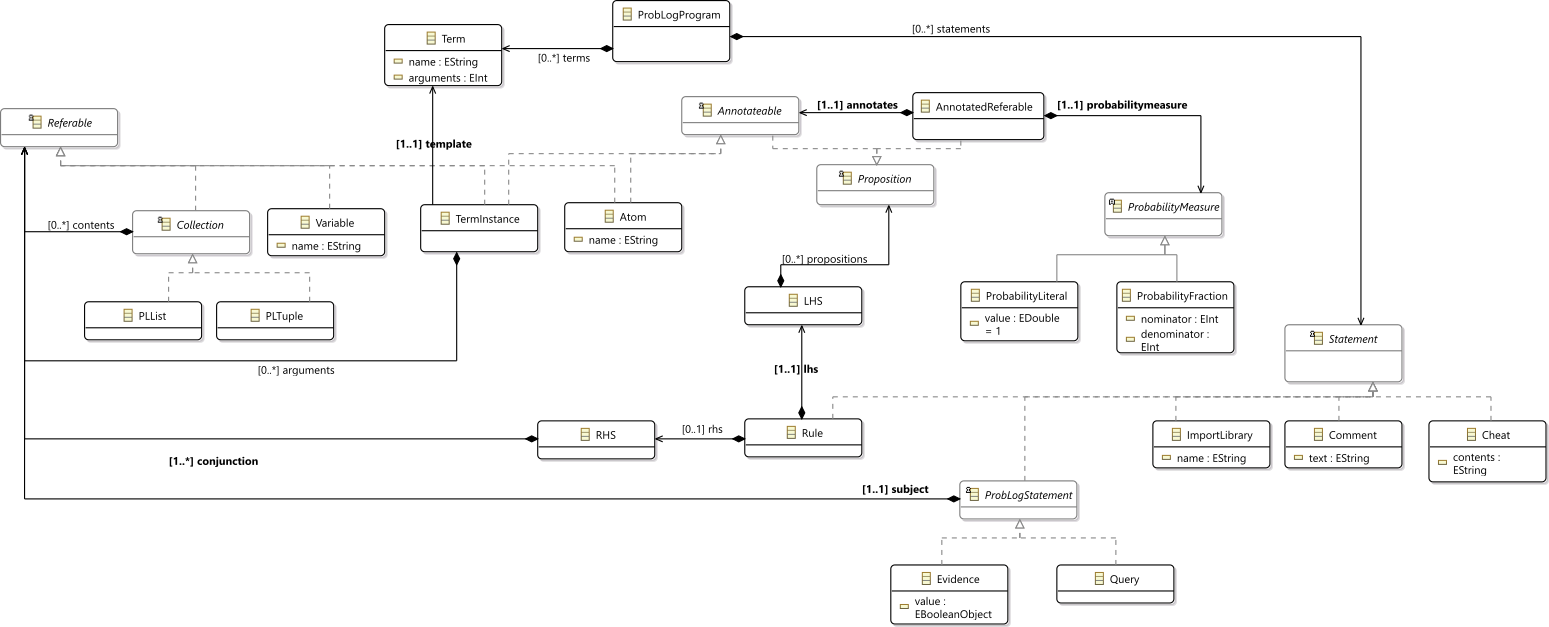 ProbLogProgram
[0..*] statements
Term
name : EString
arguments : EInt
[0..*] terms
Referable
Annotateable
[1..1] annotates
AnnotatedReferable
[1..1] probabilitymeasure
[1..1] template
Proposition
ProbabilityMeasure
[0..*] contents
Collection
Variable
name : EString
TermInstance
Atom
name : EString
[0..*] propositions
PLList
PLTuple
LHS
ProbabilityLiteral
value : EDouble
= 1
ProbabilityFraction
nominator : EInt
denominator :
EInt
Statement
[0..*] arguments
[1..1] lhs
RHS
[0..1] rhs
Rule
ImportLibrary
name : EString
Comment
text : EString
Cheat
contents :
EString
[1..*] conjunction
[1..1] subject
ProbLogStatement
Evidence
value :
EBooleanObject
Query